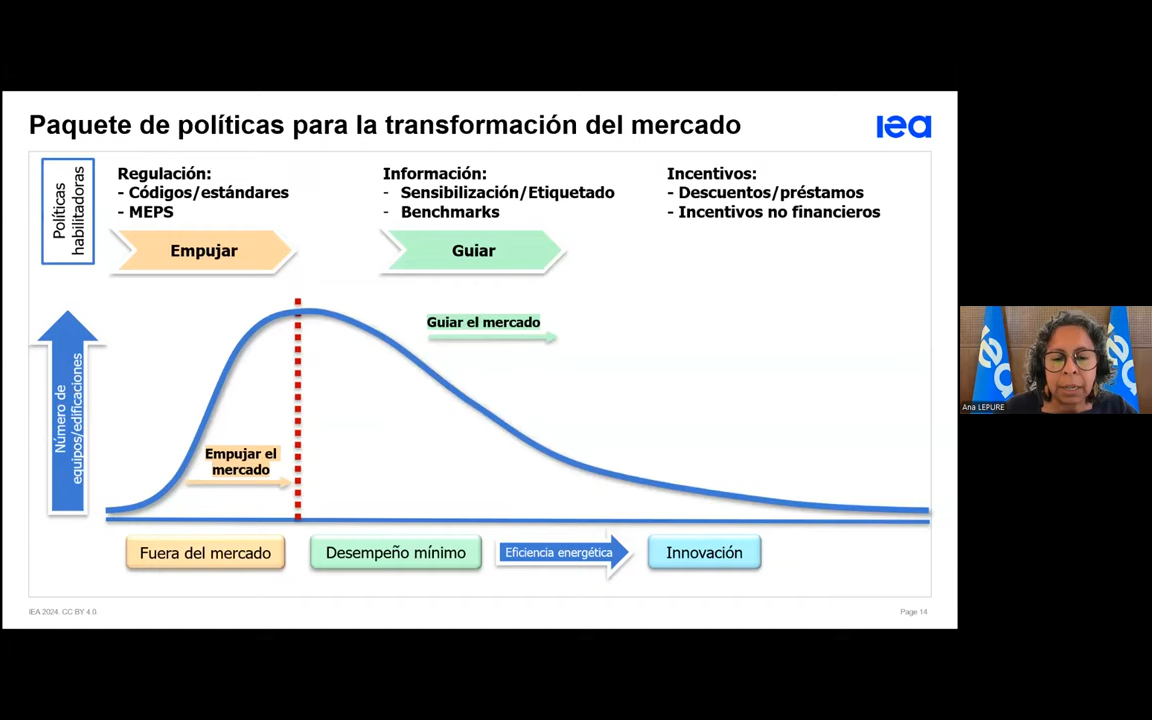 Paquete de políticas para la transformación del mercado
iea
Políticas
habilitadoras
Regulación:
- Códigos/estándares
- MEPS
Información:
- Sensibilización/Etiquetado
- Benchmarks
Incentivos:
- Descuentos/préstamos
- Incentivos no financieros
Empujar
Guiar
Número de
equipos/edificaciones
Guiar el mercado
Empujar el
mercado
Fuera del mercado
Desempeño mínimo
Eficiencia energética
Innovación
IEA 2024. CC BY 4.0.
Page 14
iea
iea
Ana LEPURE